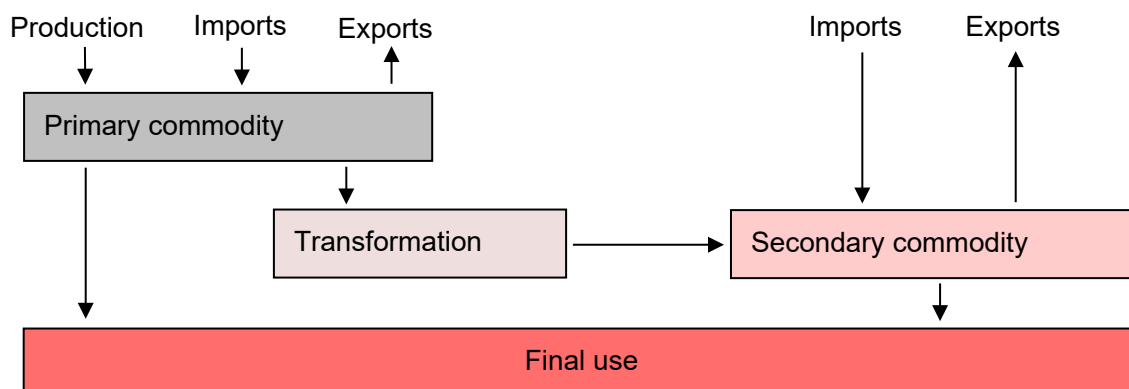 Production
Imports
Exports
Imports
Exports
Primary commodity
Transformation
Secondary commodity
Final use